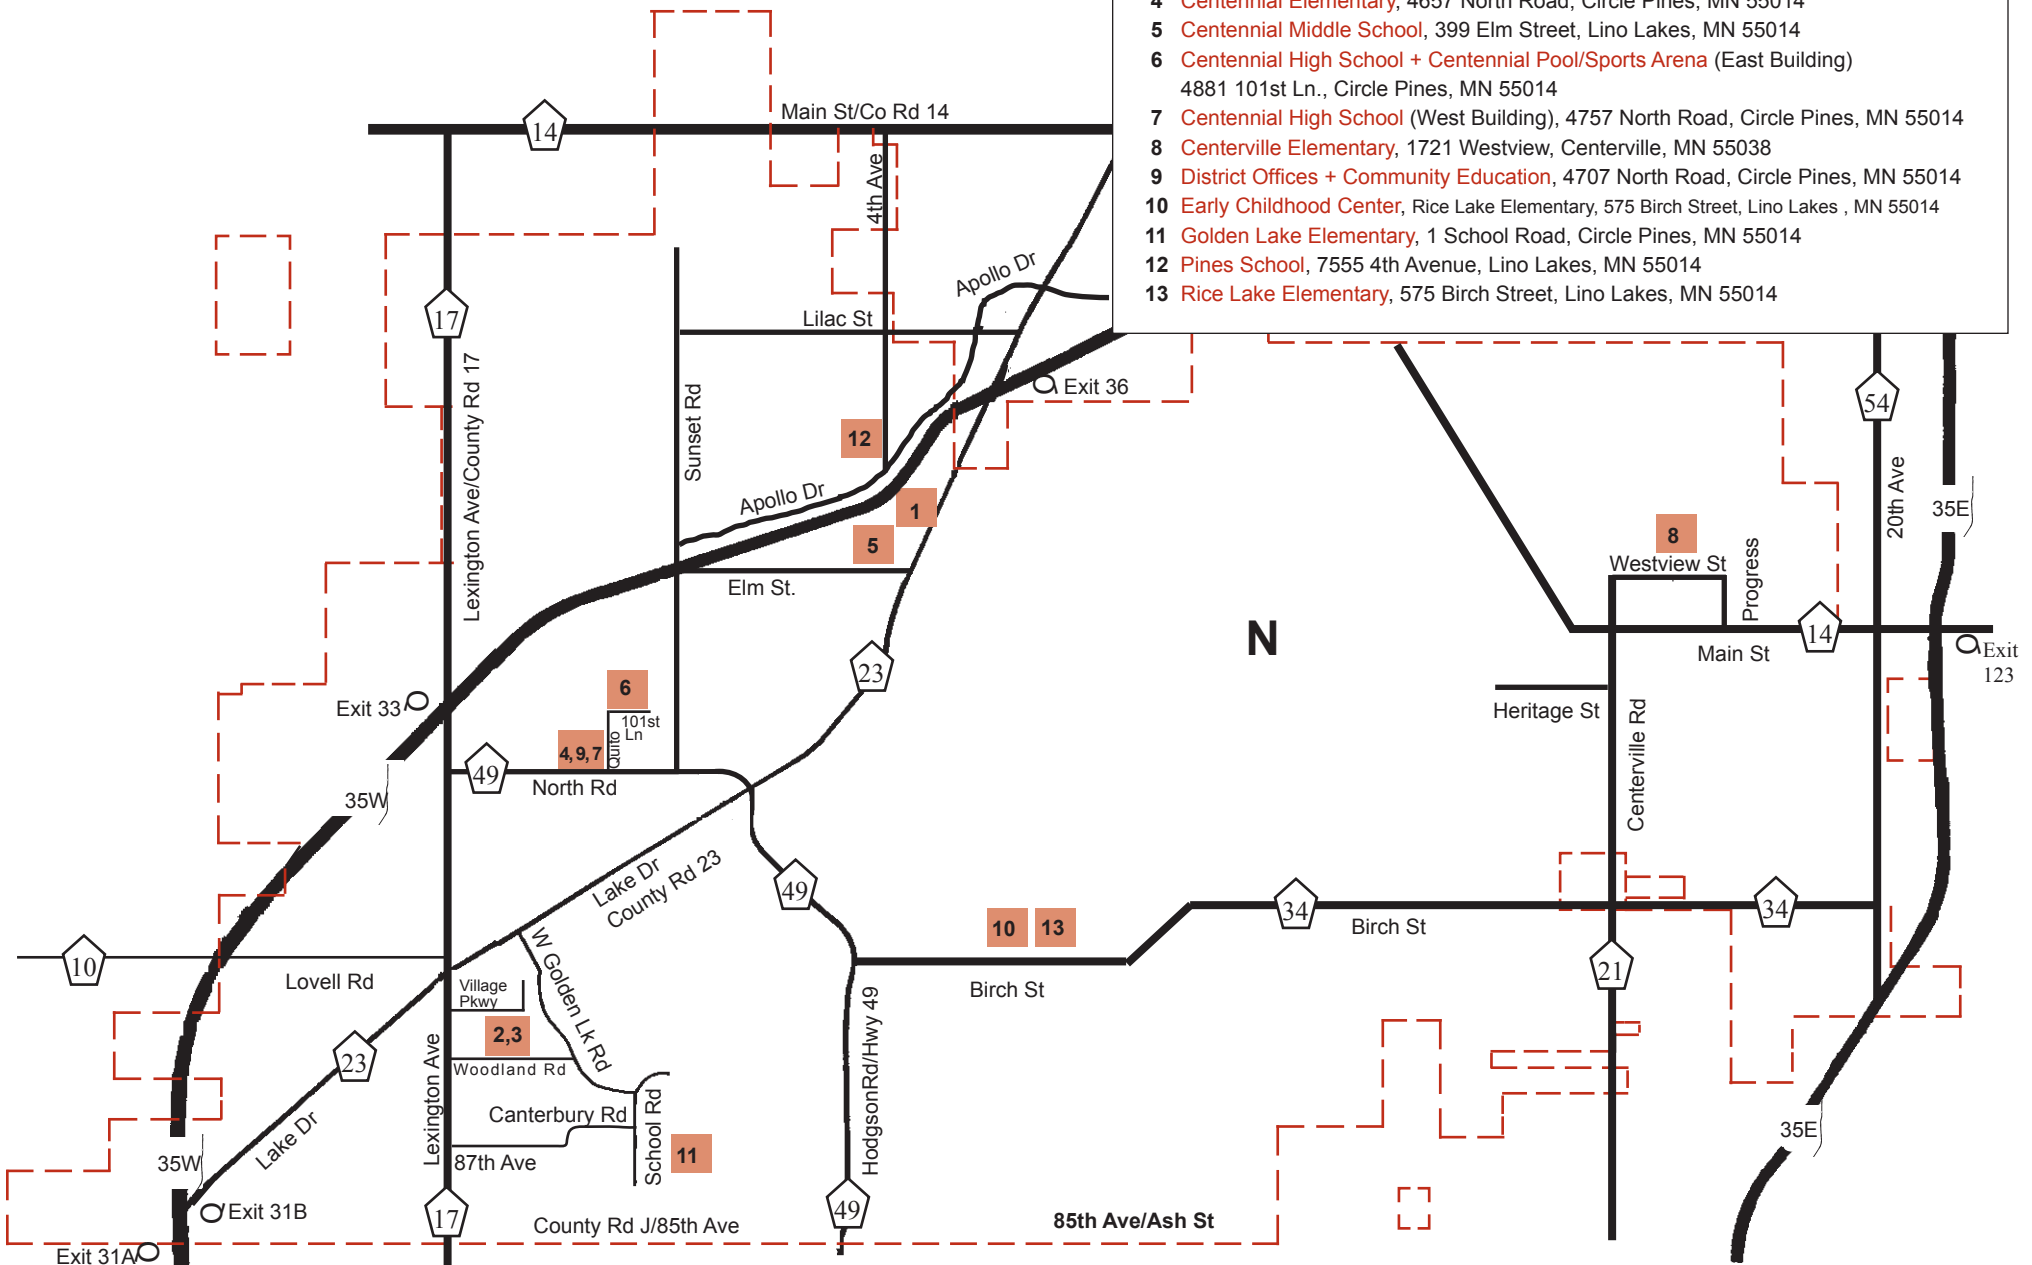 4 Centennial Elementary, 4657 North Road, Circle Pines, MN 55014
5 Centennial Middle School, 399 Elm Street, Lino Lakes, MN 55014
6 Centennial High School + Centennial Pool/Sports Arena (East Building)
4881 101st Ln., Circle Pines, MN 55014
7 Centennial High School (West Building), 4757 North Road, Circle Pines, MN 55014
8 Centerville Elementary, 1721 Westview, Centerville, MN 55038
9 District Offices + Community Education, 4707 North Road, Circle Pines, MN 55014
10 Early Childhood Center, Rice Lake Elementary, 575 Birch Street, Lino Lakes , MN 55014
11 Golden Lake Elementary, 1 School Road, Circle Pines, MN 55014
12 Pines School, 7555 4th Avenue, Lino Lakes, MN 55014
13 Rice Lake Elementary, 575 Birch Street, Lino Lakes, MN 55014
Main St/Co Rd 14
14
4th Ave
Apollo Dr
17
Lilac St
Lexington Ave/County Rd 17
Sunset Rd
Exit 36
54
12
20th Ave
Apollo Dr
1
35E
5
8
Westview St
Progress
Elm St.
N
14
Main St
Exit
123
23
6
Exit 33
101st
Ln
Quito
4, 9, 7
Heritage St
Centerville Rd
49
North Rd
35W
Lake Dr
County Rd 23
49
10
13
34
Birch St
34
W Golden Lk Rd
10
Lovell Rd
21
Birch St
Village
Pkwy
HodgsonRd/Hwy 49
2,3
23
Woodland Rd
Lexington Ave
Canterbury Rd
School Rd
Lake Dr
35E
35W
87th Ave
11
Exit 31B
17
49
County Rd J/85th Ave
85th Ave/Ash St
Exit 31A